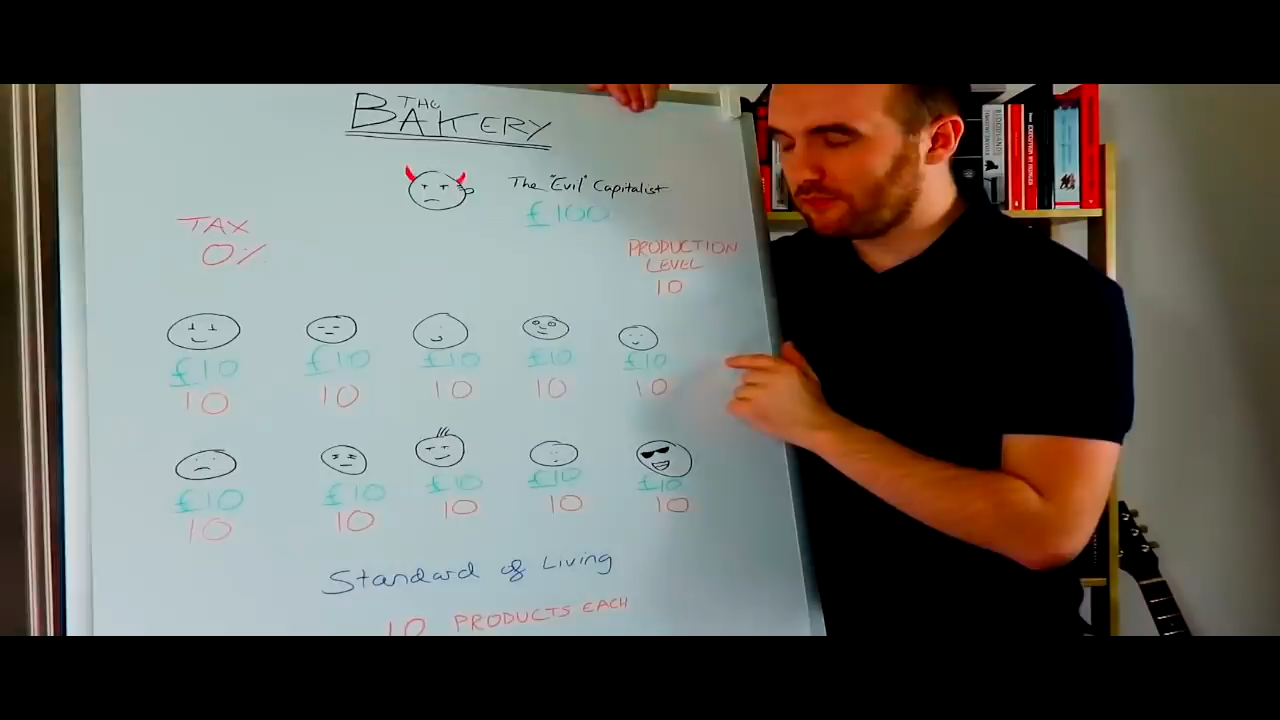 THE
BAKERY
The "Evil" Capitalist
£100
TAX
0%
PRODUCTION
LEVEL
10
£10 £10 £10 £10 £10
10 10 10 10 10
£10 £10 £10 £10 £10
10 10 10 10 10
Standard of Living
10 PRODUCTS EACH
BLOODLANDS